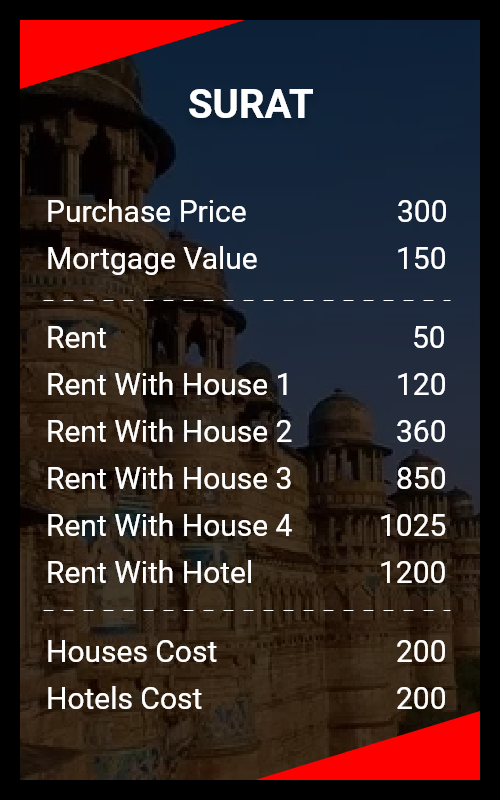 SURAT
Purchase Price 300
Mortgage Value 150
Rent 50
Rent With House 1 120
Rent With House 2 360
Rent With House 3 850
Rent With House 4 1025
Rent With Hotel 1200
Houses Cost 200
Hotels Cost 200